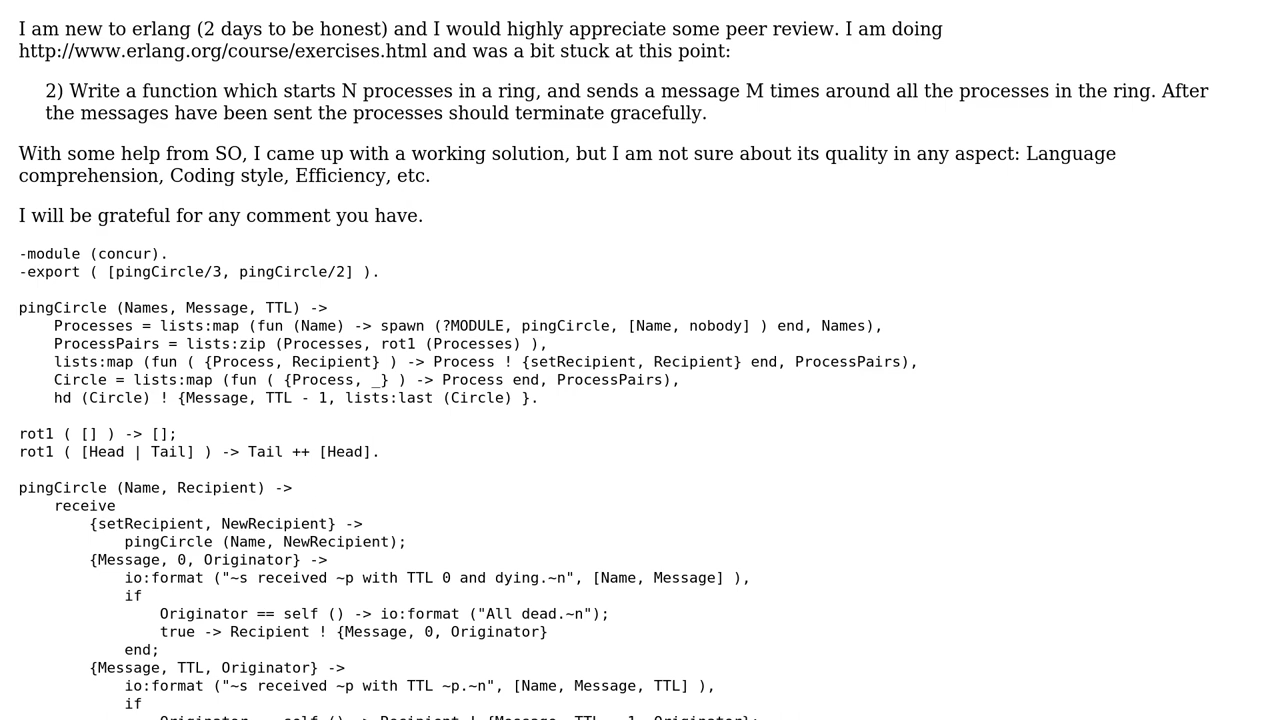 I am new to erlang (2 days to be honest) and I would highly appreciate some peer review. I am doing
http://www.erlang.org/course/exercises.html and was a bit stuck at this point:
2) Write a function which starts N processes in a ring, and sends a message M times around all the processes in the ring. After
the messages have been sent the processes should terminate gracefully.
With some help from SO, I came up with a working solution, but I am not sure about its quality in any aspect: Language
comprehension, Coding style, Efficiency, etc.
I will be grateful for any comment you have.
-module (concur).
-export ( [pingCircle/3, pingCircle/2] ).
pingCircle (Names, Message, TTL) ->
    Processes = lists:map (fun (Name) -> spawn (?MODULE, pingCircle, [Name, nobody] ) end, Names),
    ProcessPairs = lists:zip (Processes, rot1 (Processes) ),
    lists:map (fun ( {Process, Recipient} ) -> Process ! {setRecipient, Recipient} end, ProcessPairs),
    Circle = lists:map (fun ( {Process, _} ) -> Process end, ProcessPairs),
    hd (Circle) ! {Message, TTL - 1, lists:last (Circle) }.
rot1 ( [] ) -> [];
rot1 ( [Head | Tail] ) -> Tail ++ [Head].
pingCircle (Name, Recipient) ->
    receive
        {setRecipient, NewRecipient} ->
            pingCircle (Name, NewRecipient);
        {Message, 0, Originator} ->
            io:format ("~s received ~p with TTL 0 and dying.~n", [Name, Message] ),
            if
                Originator == self () -> io:format ("All dead.~n");
                true -> Recipient ! {Message, 0, Originator}
            end;
        {Message, TTL, Originator} ->
            io:format ("~s received ~p with TTL ~p.~n", [Name, Message, TTL] ),
            if
                Originator == self () -> Recipient ! {Message, TTL - 1, Originator};